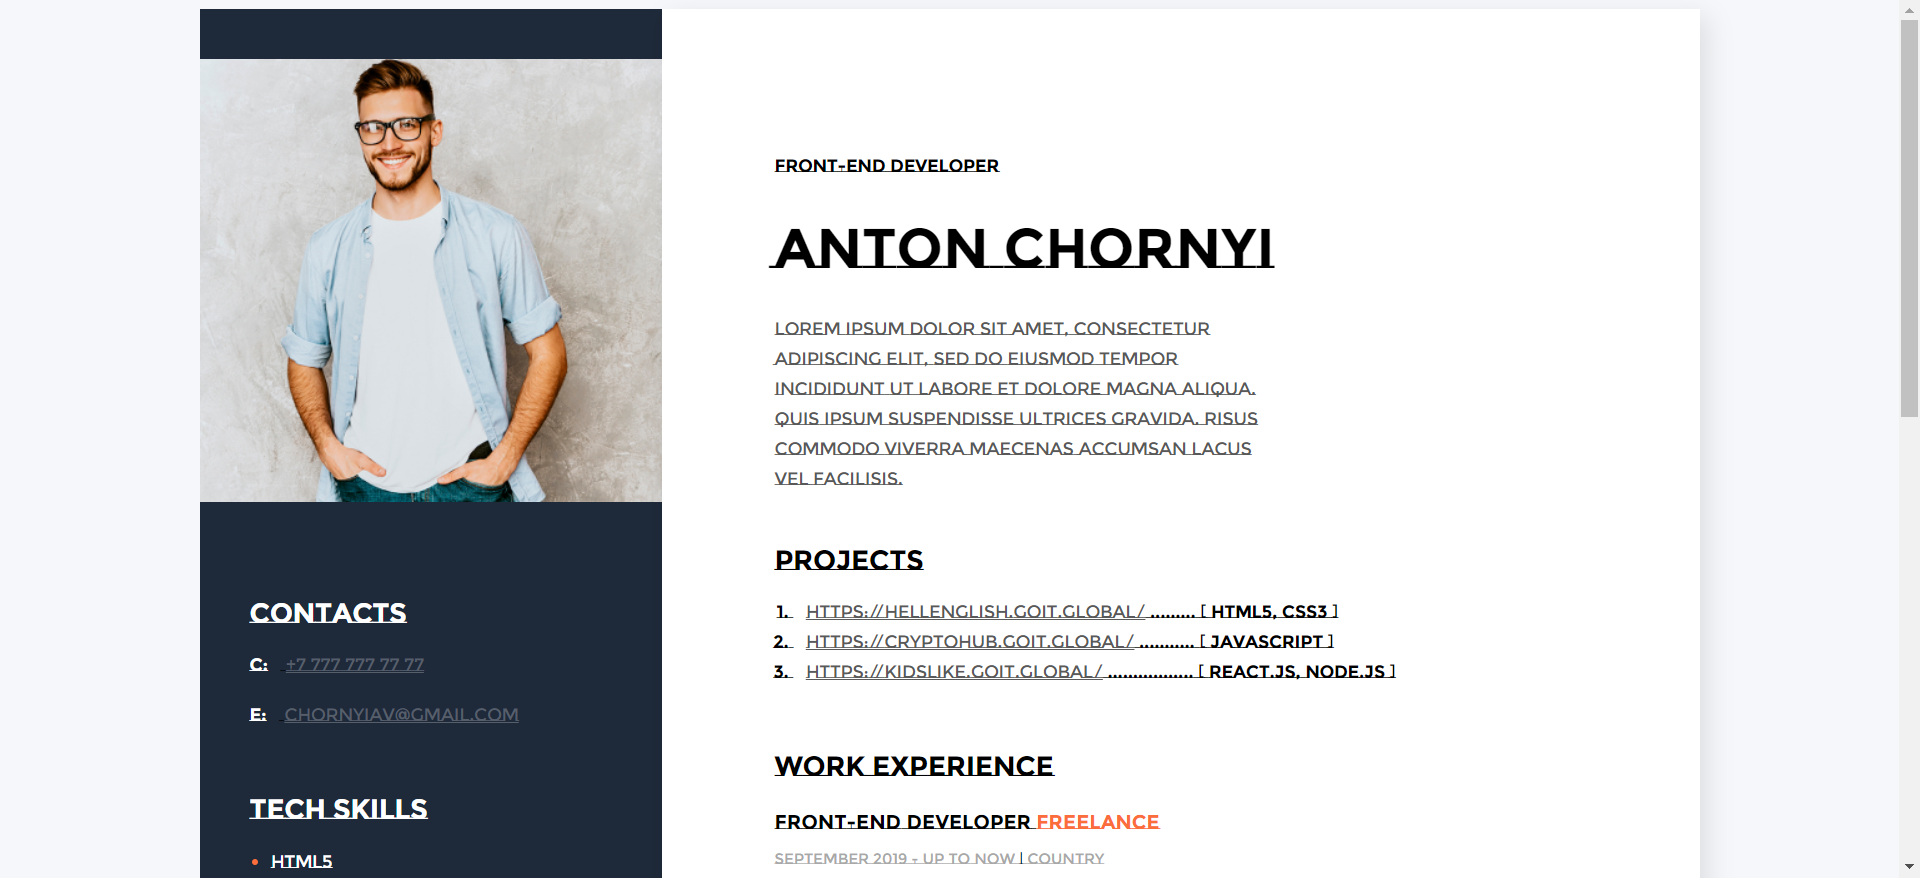 FRONT-END DEVELOPER
ANTON CHORNYI
LOREM IPSUM DOLOR SIT AMET, CONSECTETUR
ADIPISCING ELIT, SED DO EIUSMOD TEMPOR
INCIDIDUNT UT LABORE ET DOLORE MAGNA ALIQUA.
QUIS IPSUM SUSPENDISSE ULTRICES GRAVIDA. RISUS
COMMODO VIVERRA MAECENAS ACCUMSAN LACUS
VEL FACILISIS.
PROJECTS
1. HTTPS://HELLENGLISH.GOIT.GLOBAL/ ......... [ HTML5, CSS3 ]
2. HTTPS://CRYPTOHUB.GOIT.GLOBAL/ ........... [ JAVASCRIPT ]
3. HTTPS://KIDSLIKE.GOIT.GLOBAL/ ................. [ REACT.JS, NODE.JS ]
WORK EXPERIENCE
FRONT-END DEVELOPER FREELANCE
SEPTEMBER 2019 - UP TO NOW | COUNTRY
CONTACTS
C: +7 777 777 77 77
E: CHORNYIAV@GMAIL.COM
TECH SKILLS
• HTML5